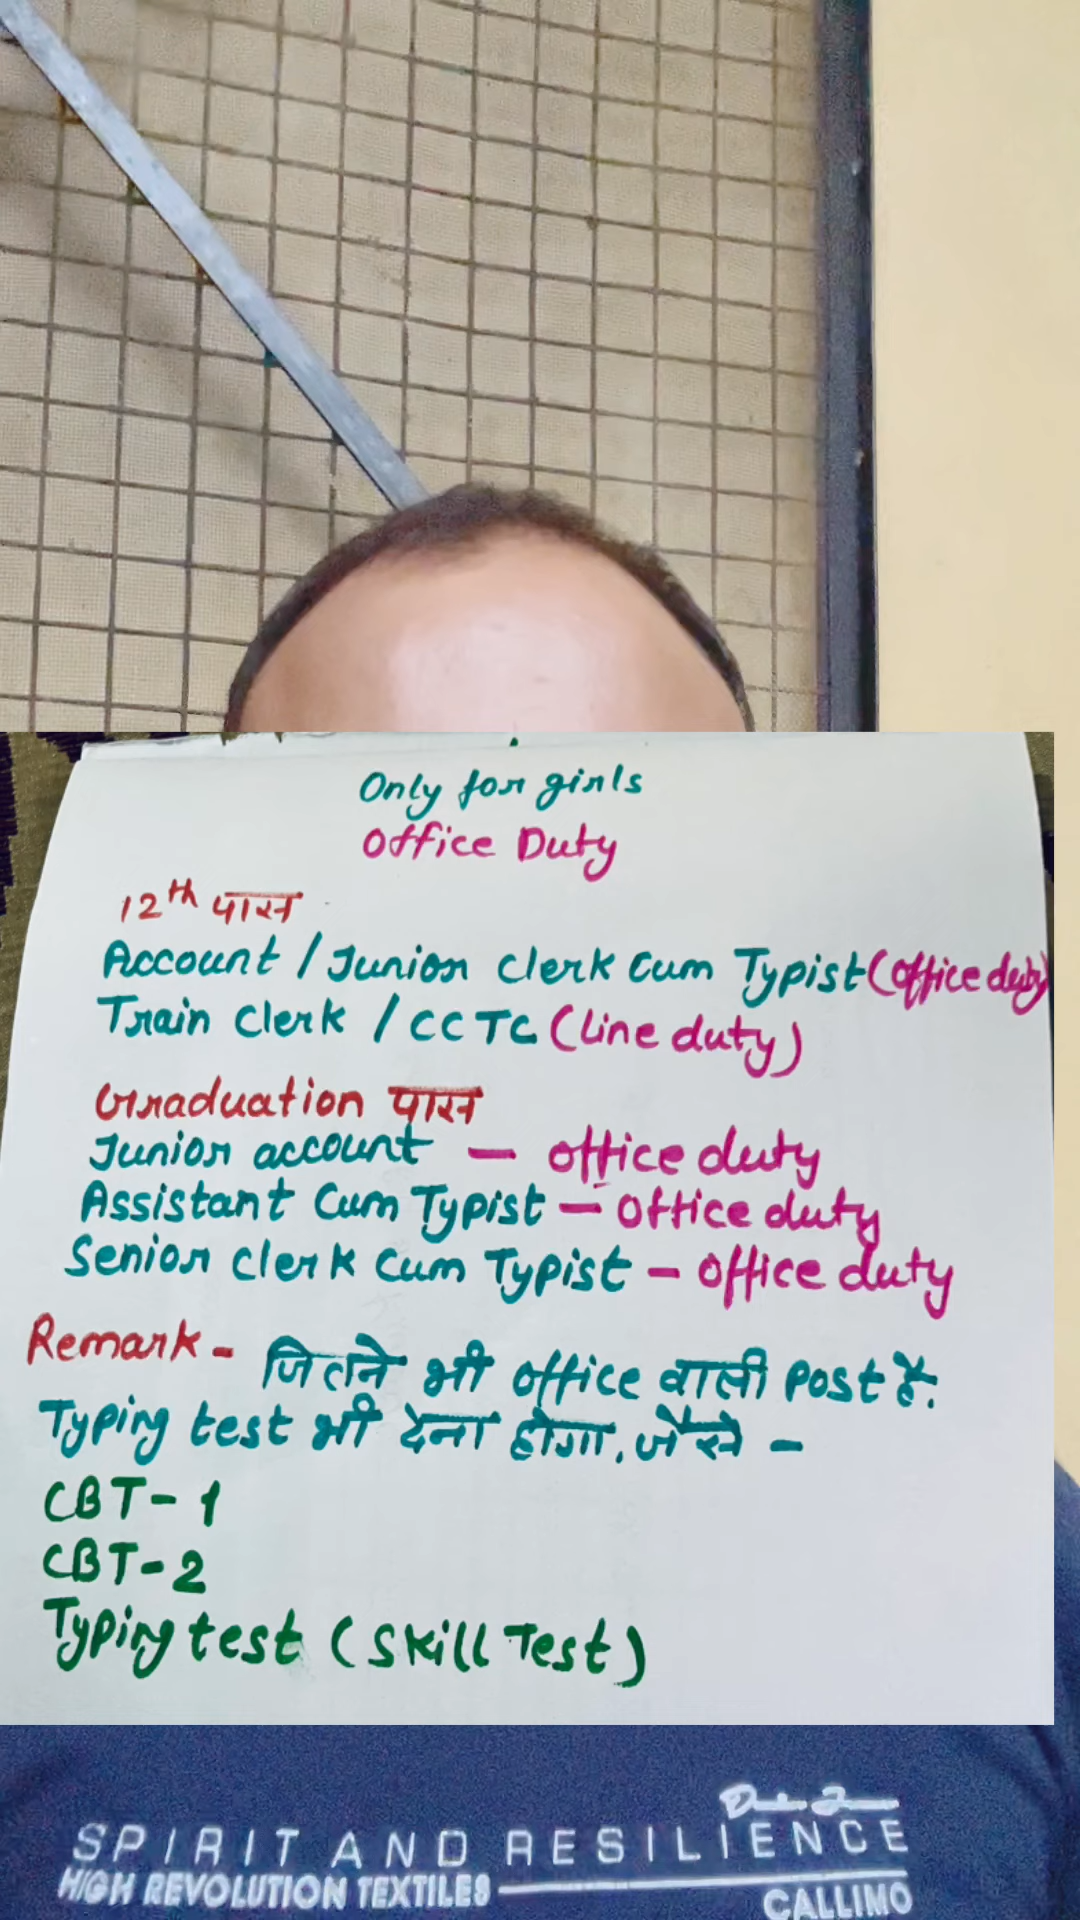 Only for girls
Office Duty
12th पास
Account / Junior Clerk Cum Typist (office duty)
Train Clerk / CCTC (Line duty)
Graduation पास
Junior account — office duty
Assistant Cum Typist — office duty
Senior Clerk Cum Typist - office duty
Remark - जितने भी office वाली post है.
Typing test भी देना होगा, जैसे -
CBT-1
CBT-2
Typing test (Skill Test)
SPIRIT AND RESILIENCE
HIGH REVOLUTION TEXTILES
CALLIMO